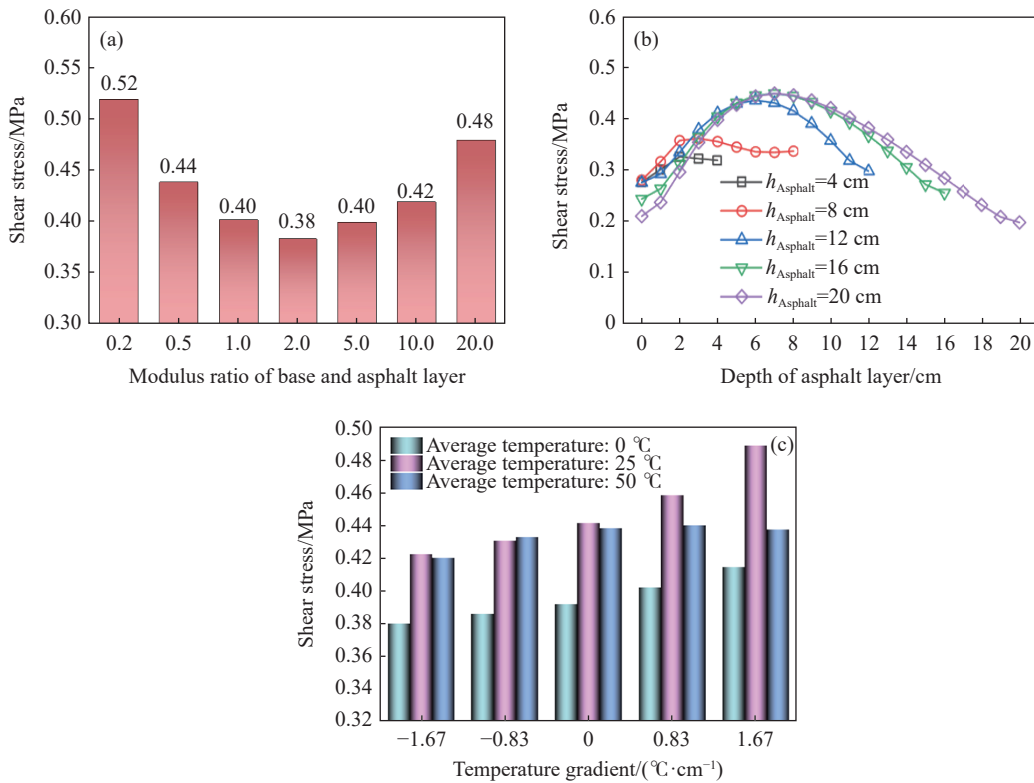 (a)
Shear stress/MPa
0.60
0.55
0.50
0.45
0.40
0.35
0.30
0.52
0.44
0.40
0.38
0.40
0.42
0.48
0.2 0.5 1.0 2.0 5.0 10.0 20.0
Modulus ratio of base and asphalt layer
(b)
Shear stress/MPa
0.6
0.5
0.4
0.3
0.2
0.1
0
h_Asphalt=4 cm
h_Asphalt=8 cm
h_Asphalt=12 cm
h_Asphalt=16 cm
h_Asphalt=20 cm
0 2 4 6 8 10 12 14 16 18 20
Depth of asphalt layer/cm
(c)
Shear stress/MPa
0.50
0.48
0.46
0.44
0.42
0.40
0.38
0.36
0.34
0.32
Average temperature: 0 ℃
Average temperature: 25 ℃
Average temperature: 50 ℃
−1.67 −0.83 0 0.83 1.67
Temperature gradient/(℃·cm⁻¹)